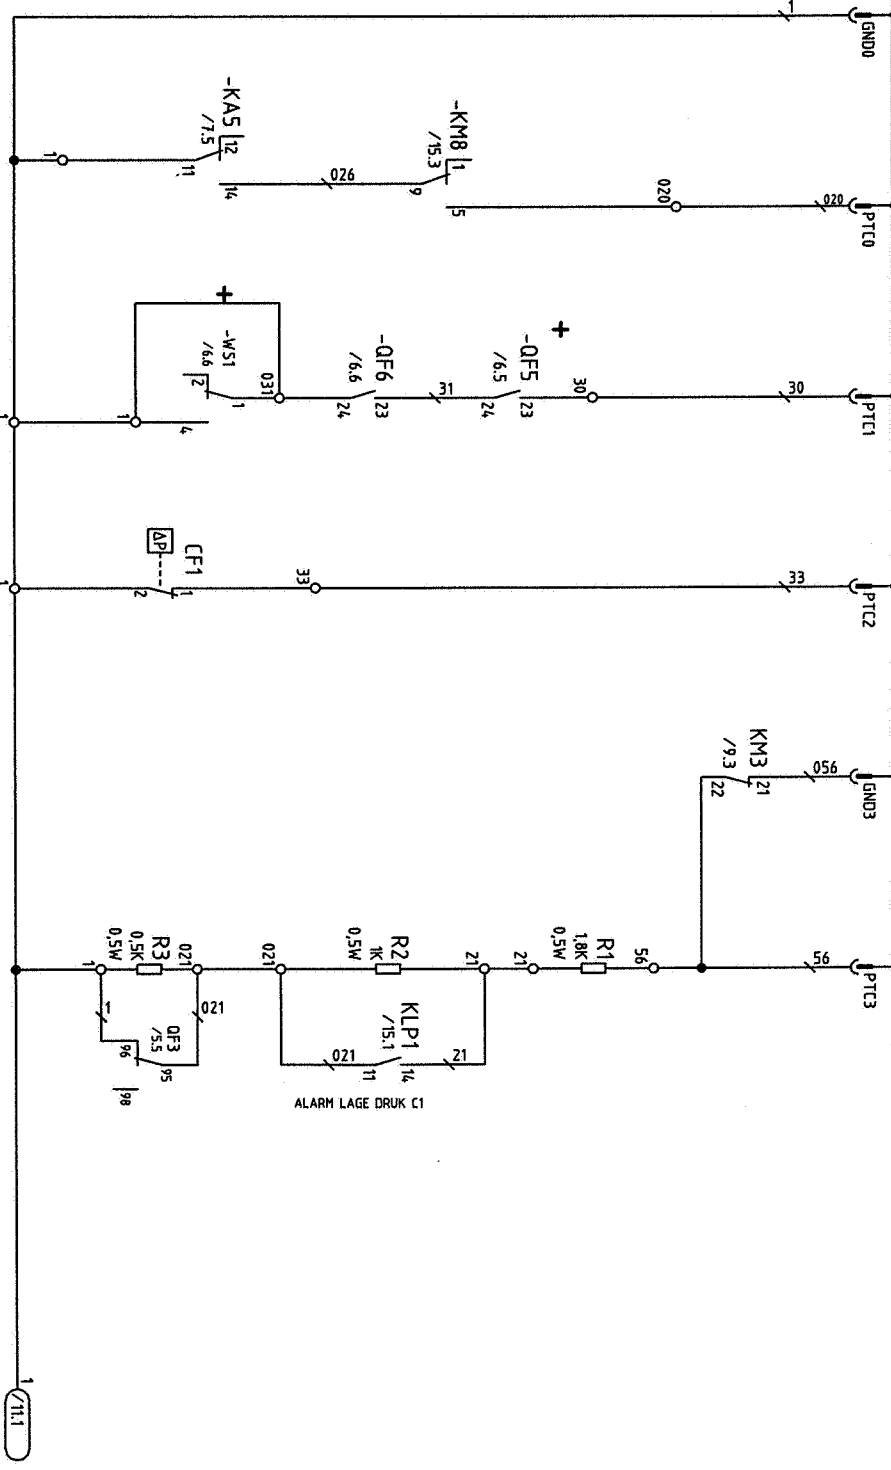 1
GND0
-KA5
/7.5
12
11
14
1
026
-KM8
/15.3
1
9
5
020
020
PTC0
-WS1
/6.6
2
1
4
031
1
1
-QF6
/6.6
24
23
31
-QF5
/6.5
24
23
30
30
PTC1
ΔP
CF1
2
1
1
33
33
PTC2
KM3
/9.3
22
21
056
GND3
1
R3
0,5K
0,5W
021
021
R2
1K
0,5W
21
21
R1
1,8K
0,5W
56
56
PTC3
1
QF3
/5.5
96
95
98
021
KLP1
/15.1
021
11
14
21
ALARM LAGE DRUK C1
1
/11.1